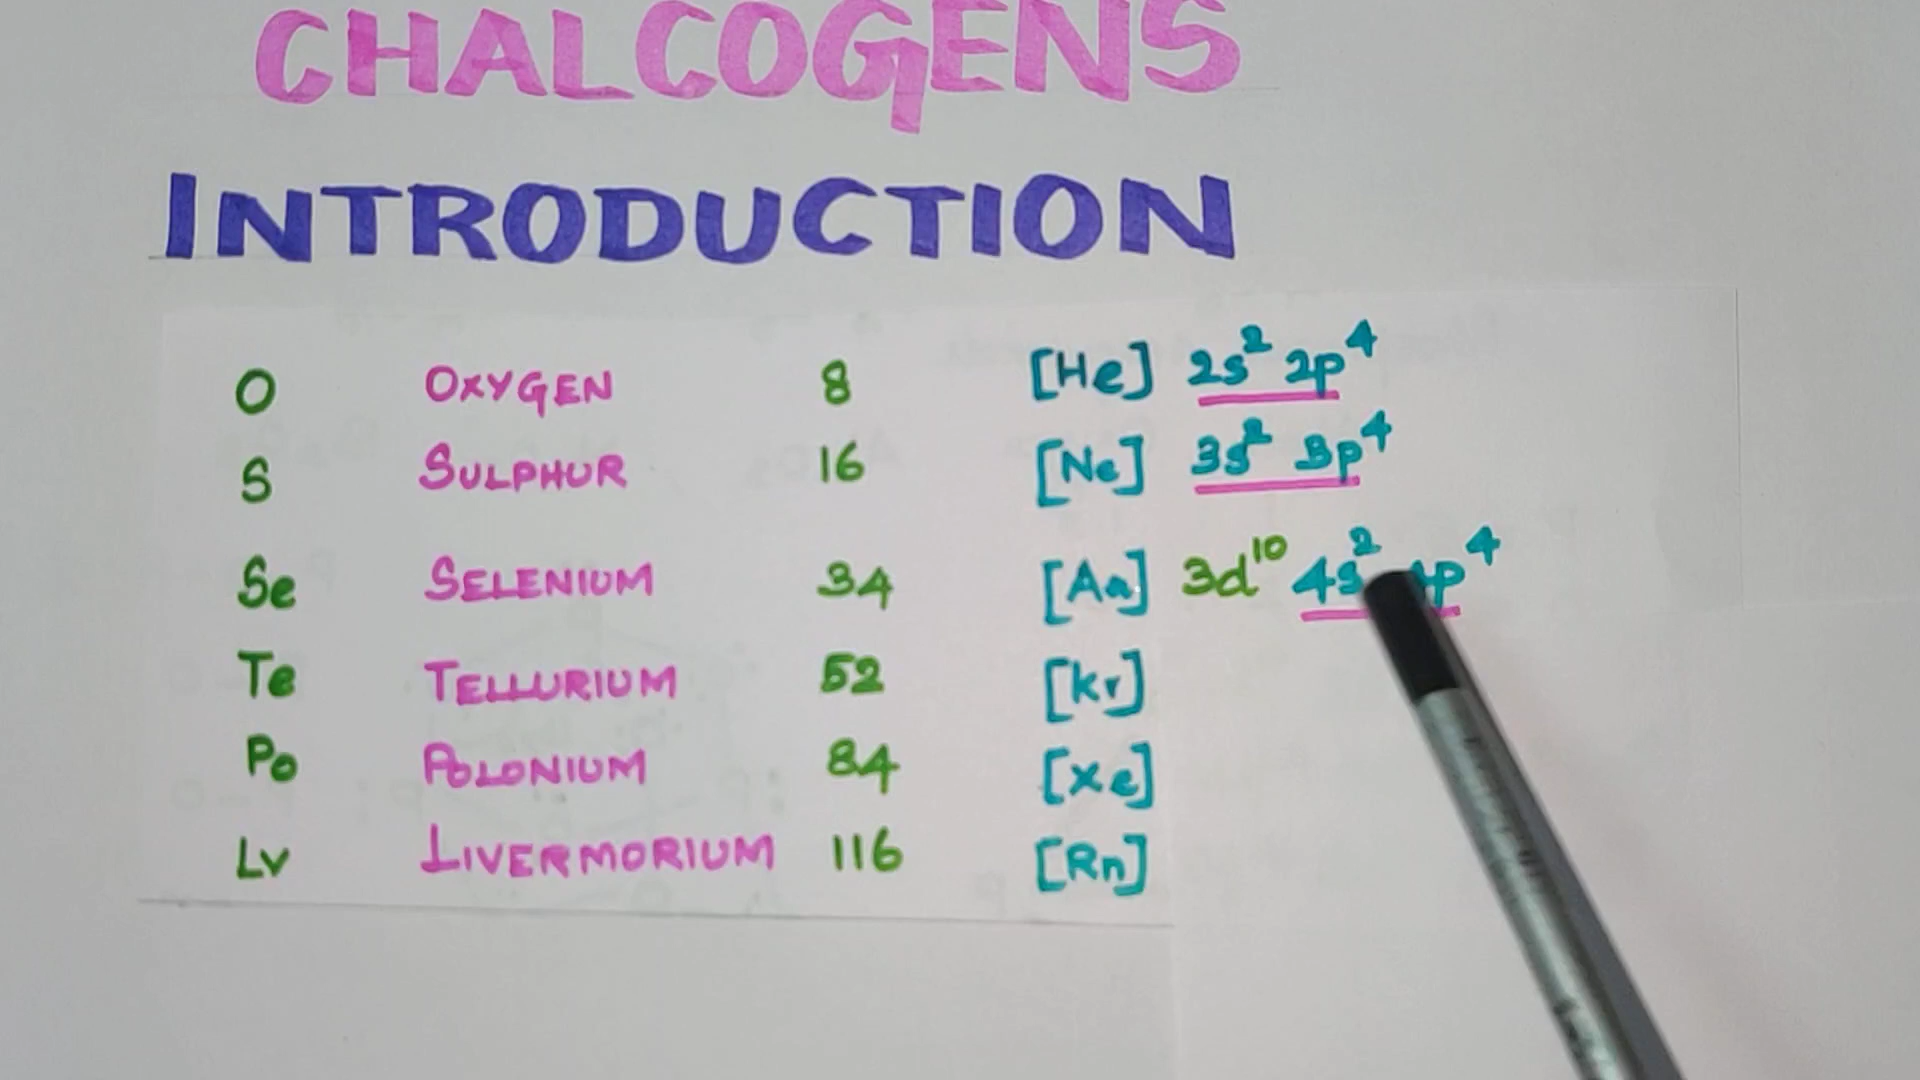 CHALCOGENS
INTRODUCTION
O OXYGEN 8 [He] 2s² 2p⁴
S SULPHUR 16 [Ne] 3s² 3p⁴
Se SELENIUM 34 [Ar] 3d¹⁰ 4s² 4p⁴
Te TELLURIUM 52 [Kr]
Po POLONIUM 84 [Xe]
Lv LIVERMORIUM 116 [Rn]